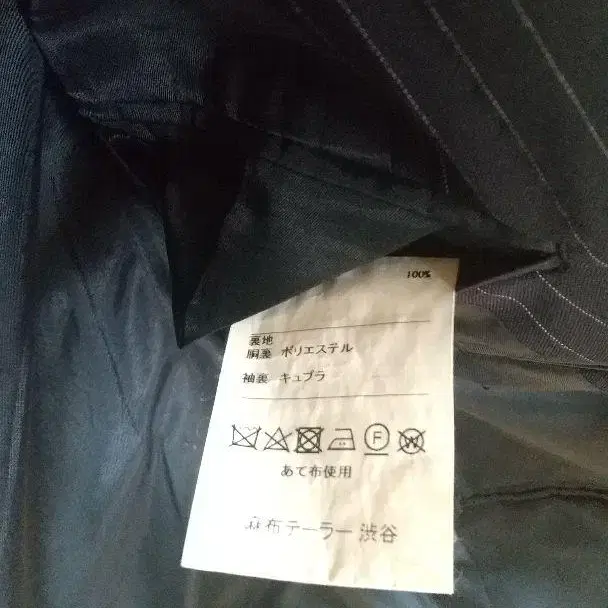 100%
裏地
胴裏 ポリエステル
袖裏 キュプラ
F W
あて布使用
麻布テーラー 渋谷